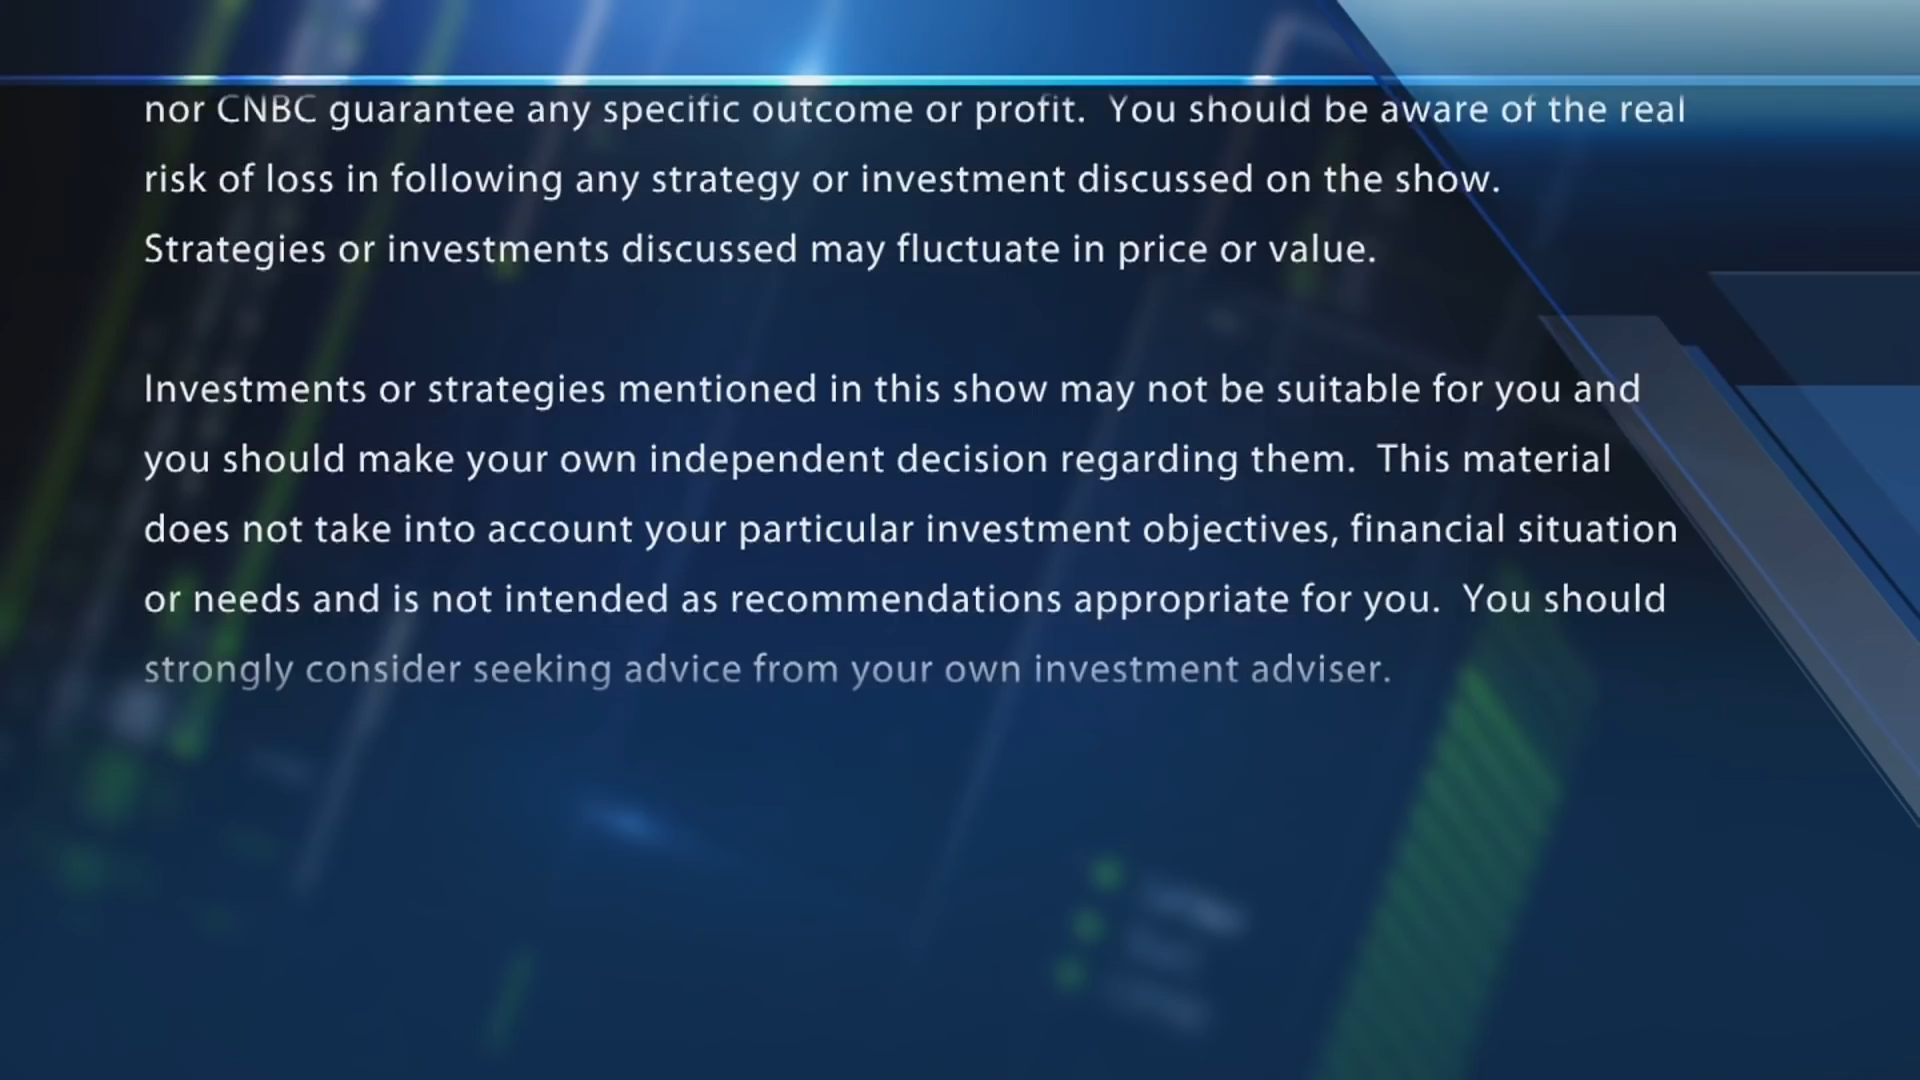 nor CNBC guarantee any specific outcome or profit.  You should be aware of the real
risk of loss in following any strategy or investment discussed on the show.
Strategies or investments discussed may fluctuate in price or value.
Investments or strategies mentioned in this show may not be suitable for you and
you should make your own independent decision regarding them.  This material
does not take into account your particular investment objectives, financial situation
or needs and is not intended as recommendations appropriate for you.  You should
strongly consider seeking advice from your own investment adviser.